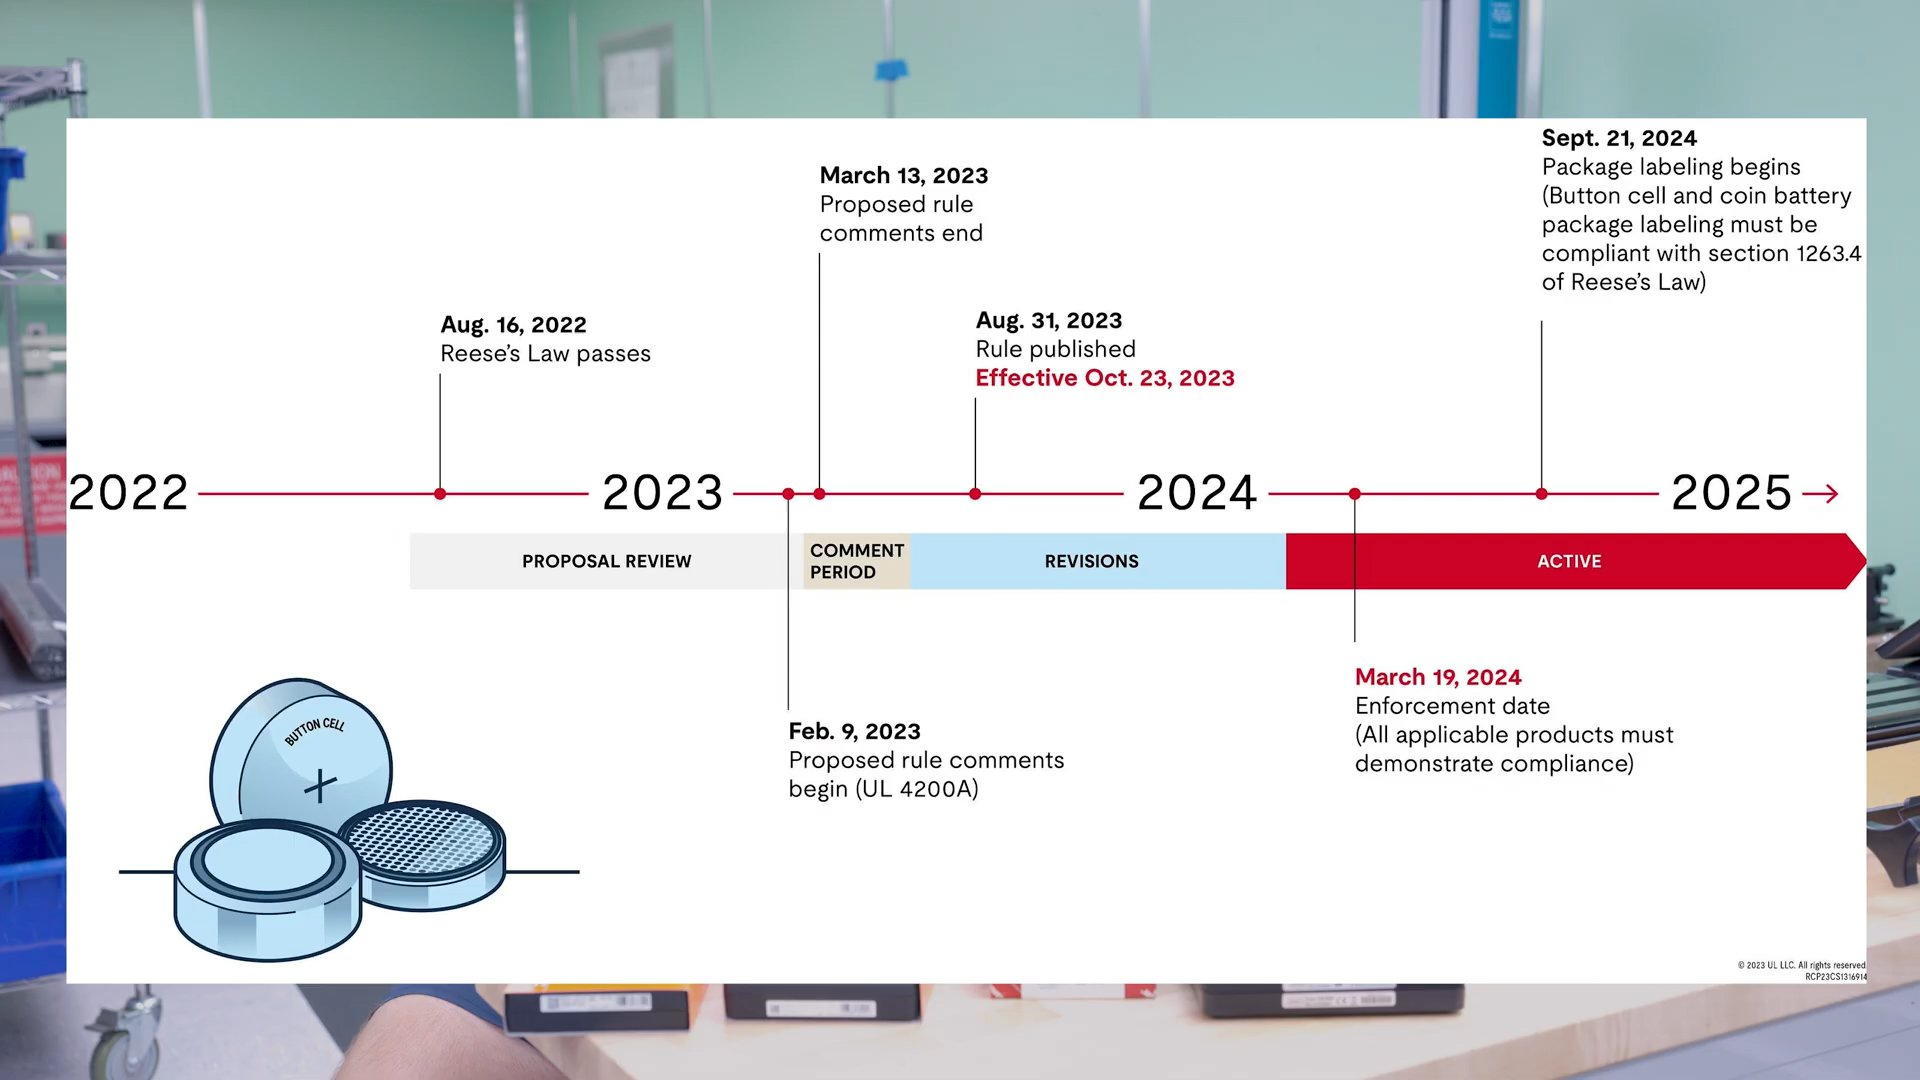 Sept. 21, 2024
Package labeling begins
(Button cell and coin battery
package labeling must be
compliant with section 1263.4
of Reese's Law)
March 13, 2023
Proposed rule
comments end
Aug. 16, 2022
Reese's Law passes
Aug. 31, 2023
Rule published
Effective Oct. 23, 2023
2022
2023
2024
2025
PROPOSAL REVIEW
COMMENT
PERIOD
REVISIONS
ACTIVE
March 19, 2024
Enforcement date
(All applicable products must
demonstrate compliance)
Feb. 9, 2023
Proposed rule comments
begin (UL 4200A)
BUTTON CELL
+
© 2023 UL LLC. All rights reserved
RCP23CS1316914